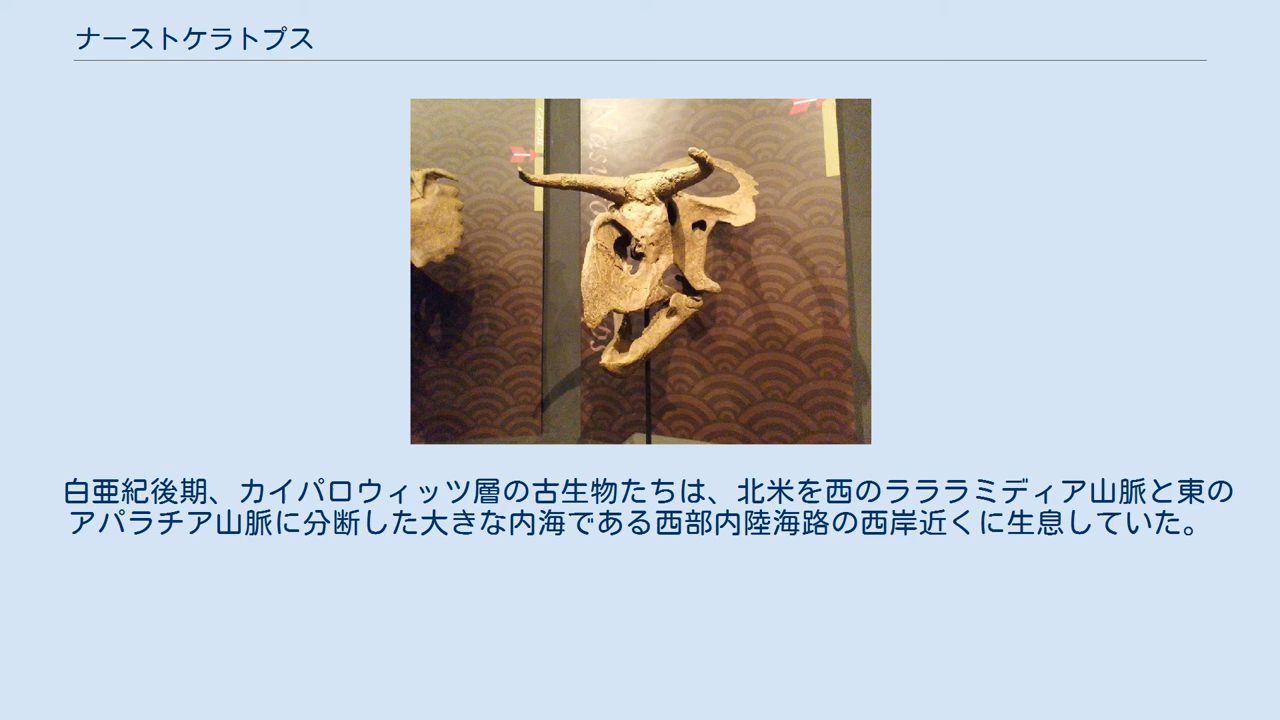 ナーストケラトプス
白亜紀後期、カイパロウィッツ層の古生物たちは、北米を西のラララミディア山脈と東の
アパラチア山脈に分断した大きな内海である西部内陸海路の西岸近くに生息していた。